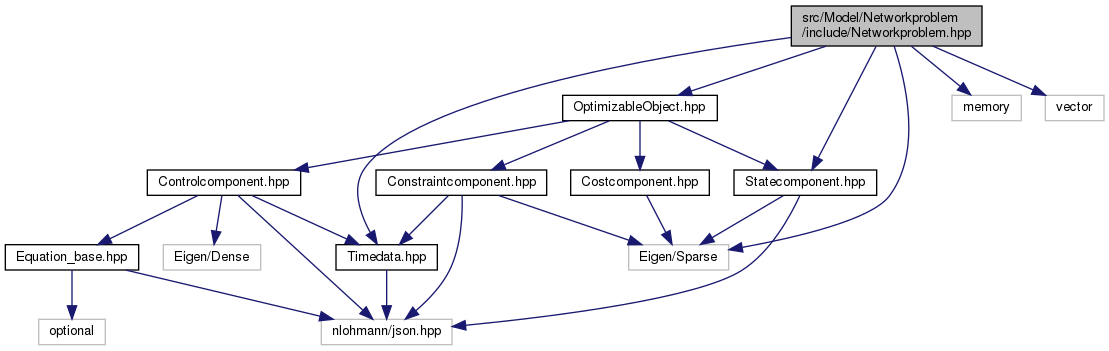 src/Model/Networkproblem
/include/Networkproblem.hpp
OptimizableObject.hpp
memory
vector
Controlcomponent.hpp
Constraintcomponent.hpp
Costcomponent.hpp
Statecomponent.hpp
Equation_base.hpp
Eigen/Dense
Timedata.hpp
Eigen/Sparse
optional
nlohmann/json.hpp